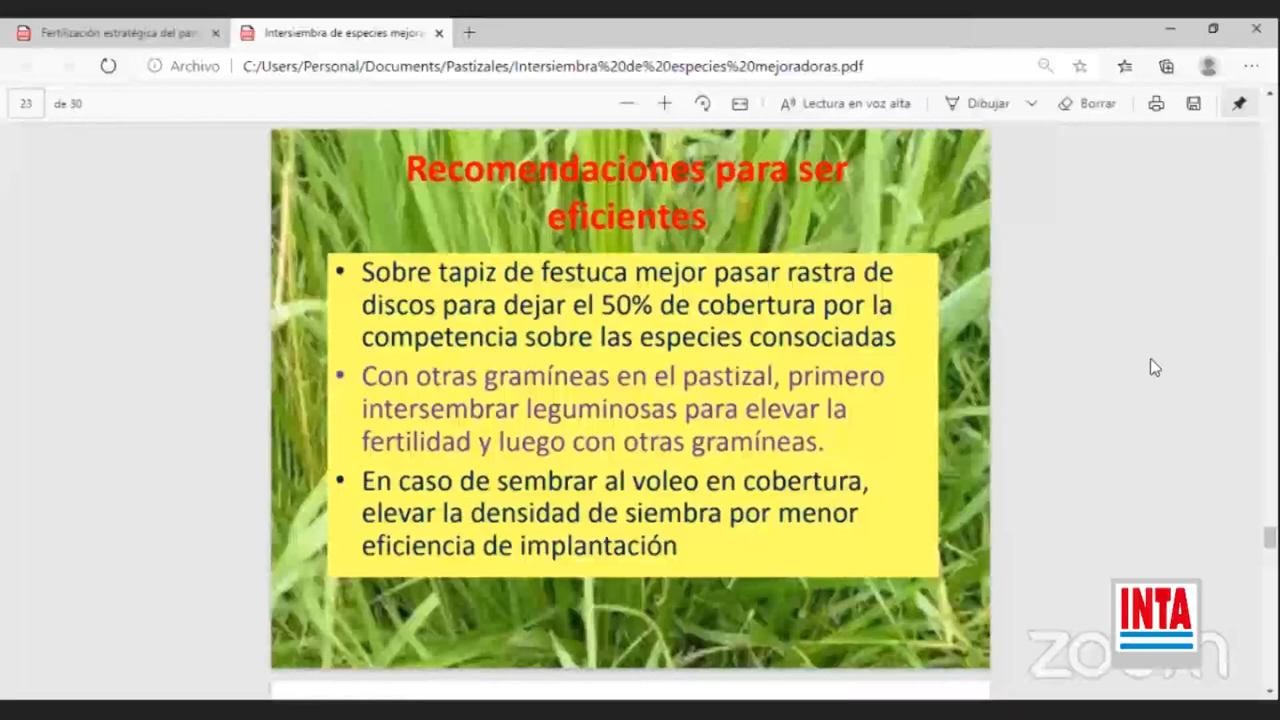 Fertilización estratégica del pas
Intersiembra de especies mejora
Archivo
C:/Users/Personal/Documents/Pastizales/Intersiembra%20de%20especies%20mejoradoras.pdf
23 de 30
Lectura en voz alta
Dibujar
Borrar
Recomendaciones para ser
eficientes
• Sobre tapiz de festuca mejor pasar rastra de
discos para dejar el 50% de cobertura por la
competencia sobre las especies consociadas
• Con otras gramíneas en el pastizal, primero
intersembrar leguminosas para elevar la
fertilidad y luego con otras gramíneas.
• En caso de sembrar al voleo en cobertura,
elevar la densidad de siembra por menor
eficiencia de implantación
INTA
zoom